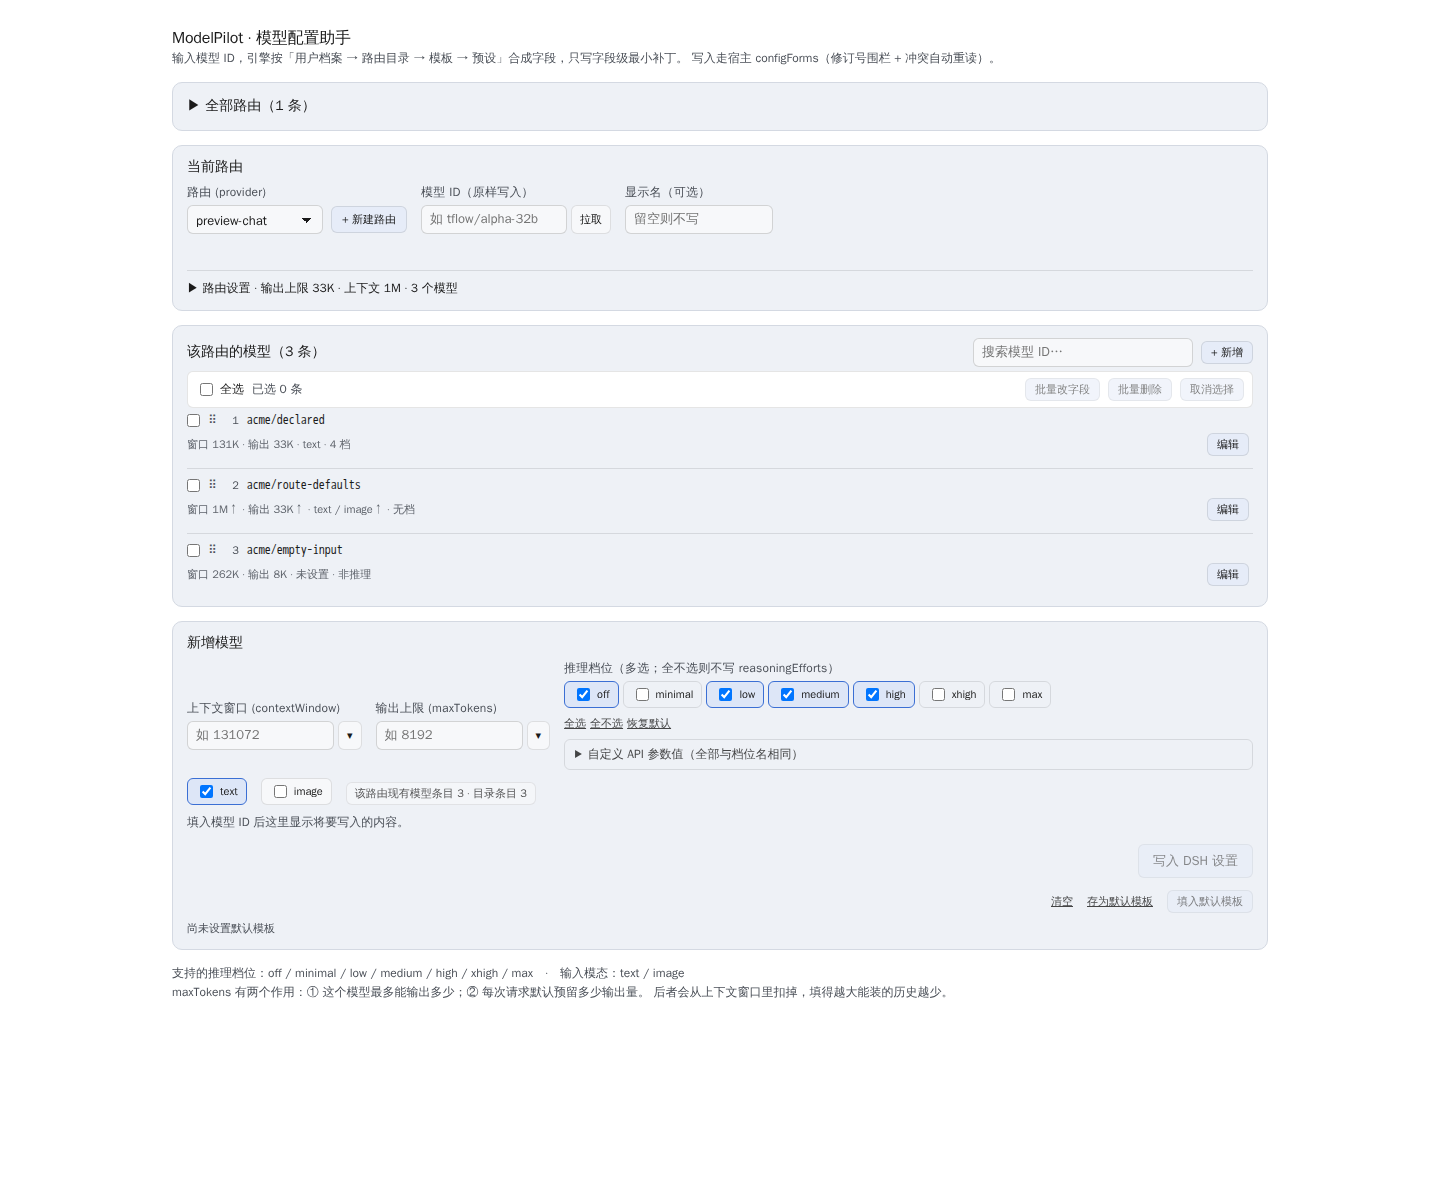 ModelPilot · 模型配置助手
输入模型 ID，引擎按「用户档案 → 路由目录 → 模板 → 预设」合成字段，只写字段级最小补丁。 写入走宿主 configForms（修订号围栏 + 冲突自动重读）。
▶ 全部路由（1 条）
当前路由
路由 (provider) 模型 ID（原样写入） 显示名（可选）
preview-chat + 新建路由 如 tflow/alpha-32b 拉取 留空则不写
▶ 路由设置 · 输出上限 33K · 上下文 1M · 3 个模型
该路由的模型（3 条） 搜索模型 ID… + 新增
全选 已选 0 条 批量改字段 批量删除 取消选择
1 acme/declared
窗口 131K · 输出 33K · text · 4 档 编辑
2 acme/route-defaults
窗口 1M↑ · 输出 33K↑ · text / image↑ · 无档 编辑
3 acme/empty-input
窗口 262K · 输出 8K · 未设置 · 非推理 编辑
新增模型
推理档位（多选；全不选则不写 reasoningEfforts）
off minimal low medium high xhigh max
上下文窗口 (contextWindow) 输出上限 (maxTokens)
全选 全不选 恢复默认
如 131072 ▾ 如 8192 ▾
▶ 自定义 API 参数值（全部与档位名相同）
text image 该路由现有模型条目 3 · 目录条目 3
填入模型 ID 后这里显示将要写入的内容。
写入 DSH 设置
清空 存为默认模板 填入默认模板
尚未设置默认模板
支持的推理档位：off / minimal / low / medium / high / xhigh / max · 输入模态：text / image
maxTokens 有两个作用：① 这个模型最多能输出多少；② 每次请求默认预留多少输出量。 后者会从上下文窗口里扣掉，填得越大能装的历史越少。